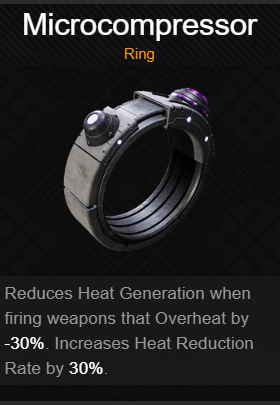 Microcompressor
Ring
Reduces Heat Generation when
firing weapons that Overheat by
-30%. Increases Heat Reduction
Rate by 30%.